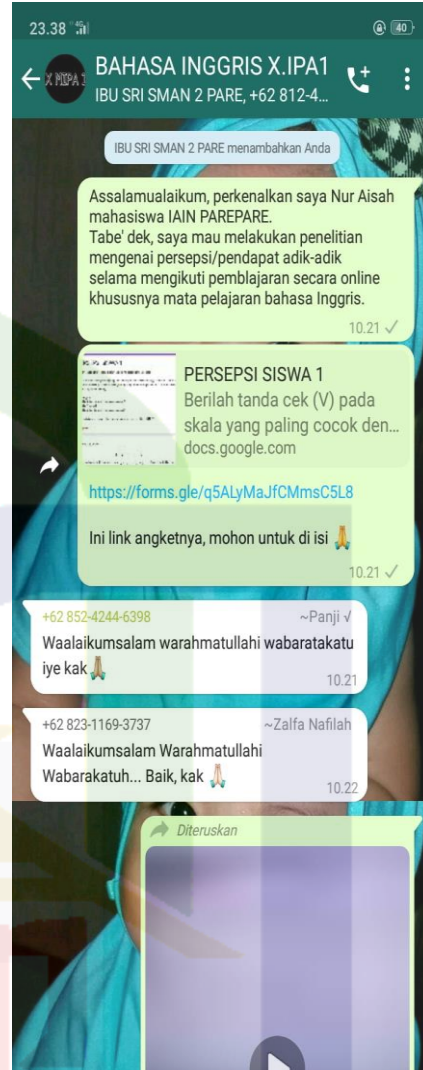 23.38 4G 40
BAHASA INGGRIS X.IPA1
X MIPA 1
IBU SRI SMAN 2 PARE, +62 812-4...
IBU SRI SMAN 2 PARE menambahkan Anda
Assalamualaikum, perkenalkan saya Nur Aisah
mahasiswa IAIN PAREPARE.
Tabe' dek, saya mau melakukan penelitian
mengenai persepsi/pendapat adik-adik
selama mengikuti pemblajaran secara online
khususnya mata pelajaran bahasa Inggris.
10.21 ✓
PERSEPSI SISWA 1
Berilah tanda cek (V) pada
skala yang paling cocok den...
docs.google.com
https://forms.gle/q5ALyMaJfCMmsC5L8
Ini link angketnya, mohon untuk di isi 🙏
10.21 ✓
+62 852-4244-6398 ~Panji √
Waalaikumsalam warahmatullahi wabaratakatu
iye kak 🙏
10.21
+62 823-1169-3737 ~Zalfa Nafilah
Waalaikumsalam Warahmatullahi
Wabarakatuh... Baik, kak 🙏
10.22
Diteruskan